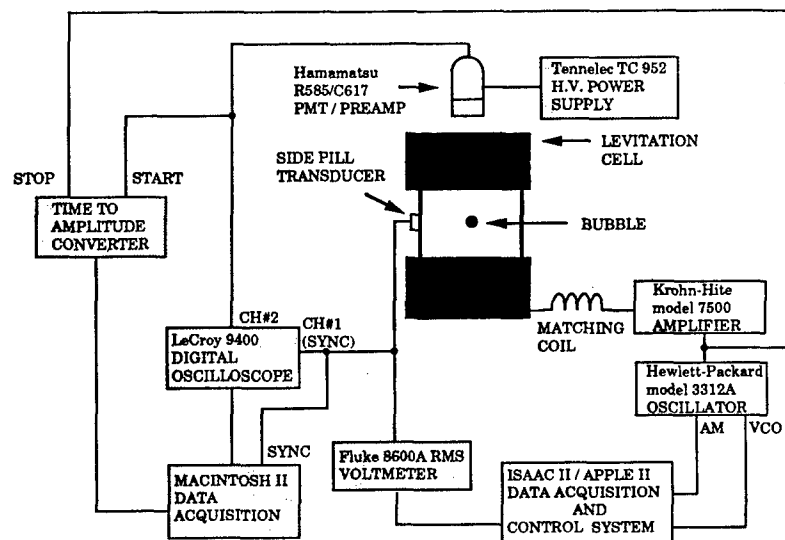 Hamamatsu
R585/C617
PMT / PREAMP
Tennelec TC 952
H.V. POWER
SUPPLY
LEVITATION
CELL
SIDE PILL
TRANSDUCER
STOP
START
TIME TO
AMPLITUDE
CONVERTER
BUBBLE
Krohn-Hite
model 7500
AMPLIFIER
MATCHING
COIL
CH#2
CH#1
(SYNC)
LeCroy 9400
DIGITAL
OSCILLOSCOPE
Hewlett-Packard
model 3312A
OSCILLATOR
AM
VCO
SYNC
Fluke 8600A RMS
VOLTMETER
MACINTOSH II
DATA
ACQUISITION
ISAAC II / APPLE II
DATA ACQUISITION
AND
CONTROL SYSTEM